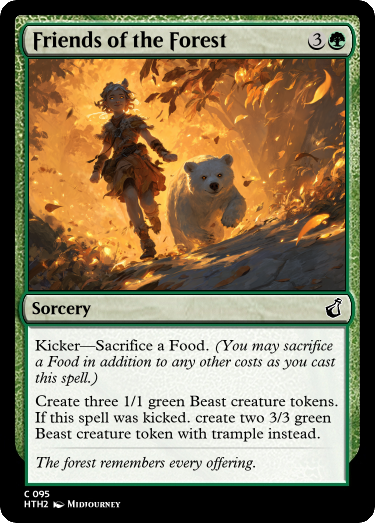 Friends of the Forest 3
Sorcery
Kicker—Sacrifice a Food. (You may sacrifice
a Food in addition to any other costs as you cast
this spell.)
Create three 1/1 green Beast creature tokens.
If this spell was kicked. create two 3/3 green
Beast creature token with trample instead.
The forest remembers every offering.
C 095
HTH2 Midjourney